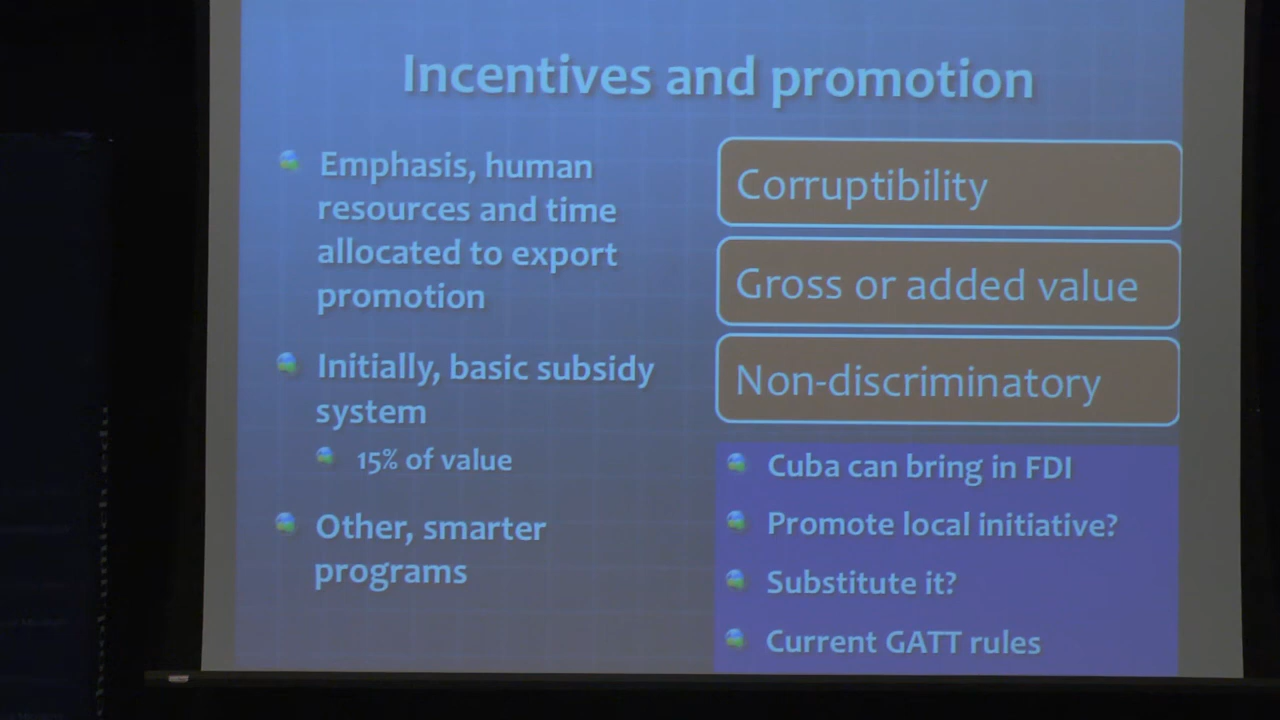 Incentives and promotion
Emphasis, human
resources and time
allocated to export
promotion
Initially, basic subsidy
system
15% of value
Other, smarter
programs
Corruptibility
Gross or added value
Non-discriminatory
Cuba can bring in FDI
Promote local initiative?
Substitute it?
Current GATT rules